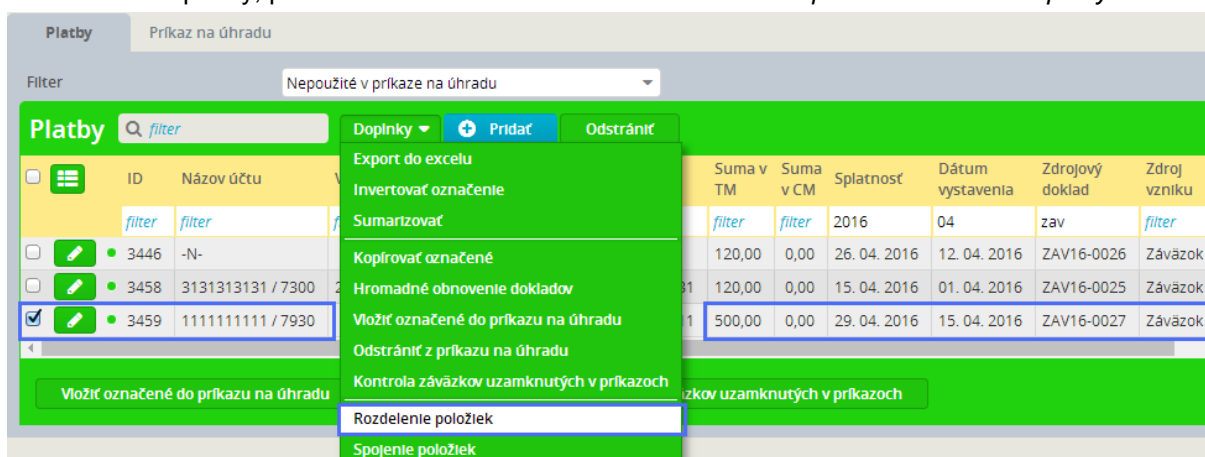 Platby Príkaz na úhradu
Filter Nepoužité v príkaze na úhradu
Platby filter Doplnky Pridať Odstrániť
Export do excelu
Invertovať označenie
Sumarizovať
Kopírovať označené
Hromadné obnovenie dokladov
Vložiť označené do príkazu na úhradu
Odstrániť z príkazu na úhradu
Kontrola záväzkov uzamknutých v príkazoch
Rozdelenie položiek
Spojenie položiek
ID Názov účtu Suma v TM Suma v CM Splatnosť Dátum vystavenia Zdrojový doklad Zdroj vzniku
filter filter filter filter 2016 04 zav filter
3446 -N- 120,00 0,00 26. 04. 2016 12. 04. 2016 ZAV16-0026 Záväzok
3458 3131313131 / 7300 120,00 0,00 15. 04. 2016 01. 04. 2016 ZAV16-0025 Záväzok
3459 1111111111 / 7930 500,00 0,00 29. 04. 2016 15. 04. 2016 ZAV16-0027 Záväzok
Vložiť označené do príkazu na úhradu uzamknutých v príkazoch